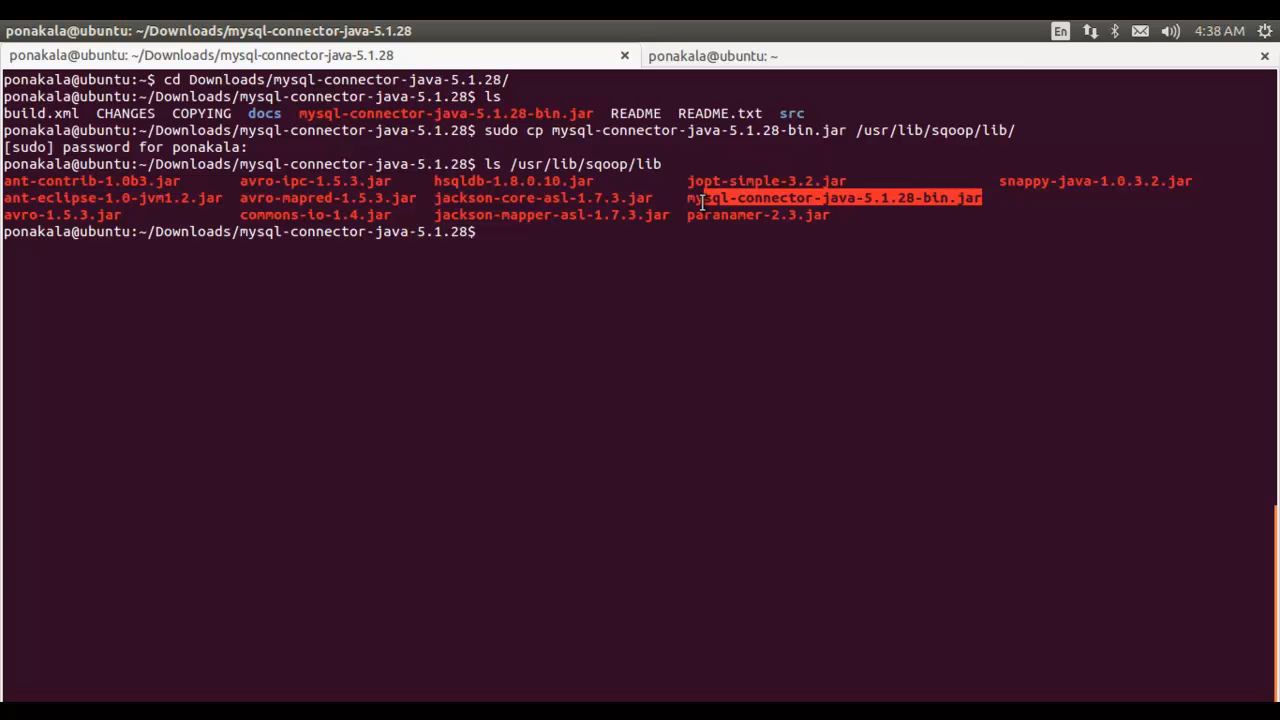 ponakala@ubuntu: ~/Downloads/mysql-connector-java-5.1.28
En 4:38 AM
ponakala@ubuntu: ~/Downloads/mysql-connector-java-5.1.28 × ponakala@ubuntu: ~ ×
ponakala@ubuntu:~$ cd Downloads/mysql-connector-java-5.1.28/
ponakala@ubuntu:~/Downloads/mysql-connector-java-5.1.28$ ls
build.xml CHANGES COPYING docs mysql-connector-java-5.1.28-bin.jar README README.txt src
ponakala@ubuntu:~/Downloads/mysql-connector-java-5.1.28$ sudo cp mysql-connector-java-5.1.28-bin.jar /usr/lib/sqoop/lib/
[sudo] password for ponakala:
ponakala@ubuntu:~/Downloads/mysql-connector-java-5.1.28$ ls /usr/lib/sqoop/lib
ant-contrib-1.0b3.jar avro-ipc-1.5.3.jar hsqldb-1.8.0.10.jar jopt-simple-3.2.jar snappy-java-1.0.3.2.jar
ant-eclipse-1.0-jvm1.2.jar avro-mapred-1.5.3.jar jackson-core-asl-1.7.3.jar mysql-connector-java-5.1.28-bin.jar
avro-1.5.3.jar commons-io-1.4.jar jackson-mapper-asl-1.7.3.jar paranamer-2.3.jar
ponakala@ubuntu:~/Downloads/mysql-connector-java-5.1.28$